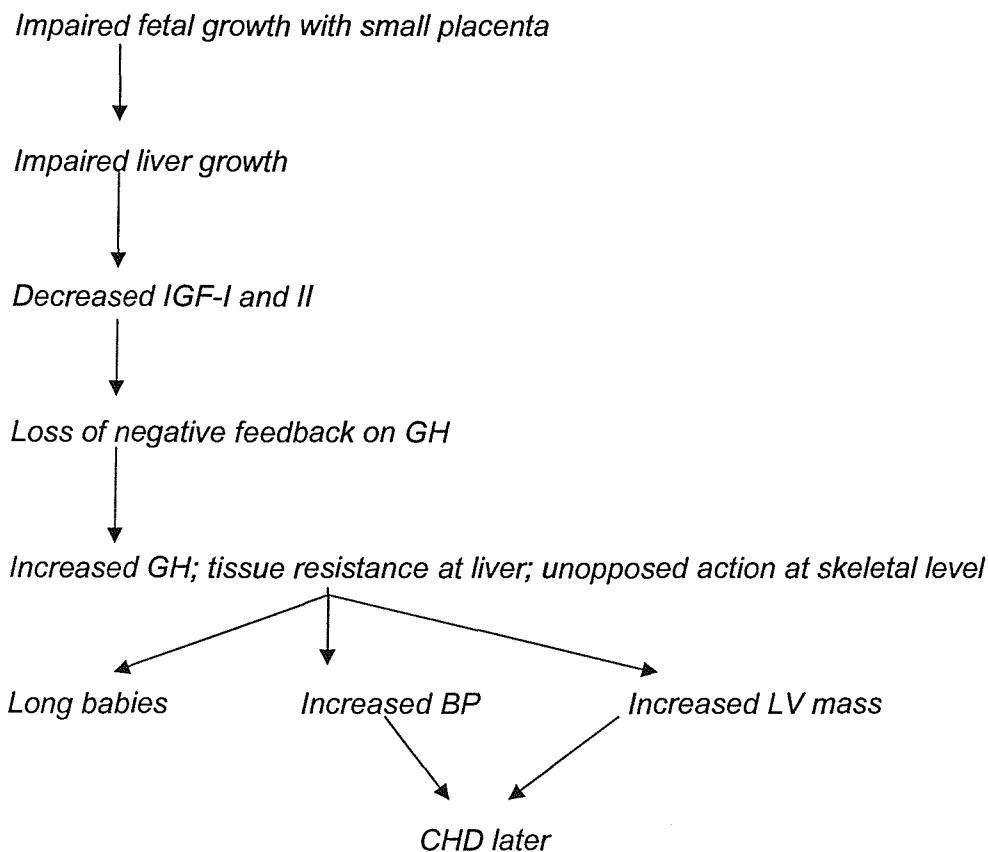 Impaired fetal growth with small placenta
Impaired liver growth
Decreased IGF-I and II
Loss of negative feedback on GH
Increased GH; tissue resistance at liver; unopposed action at skeletal level
Long babies
Increased BP
Increased LV mass
CHD later